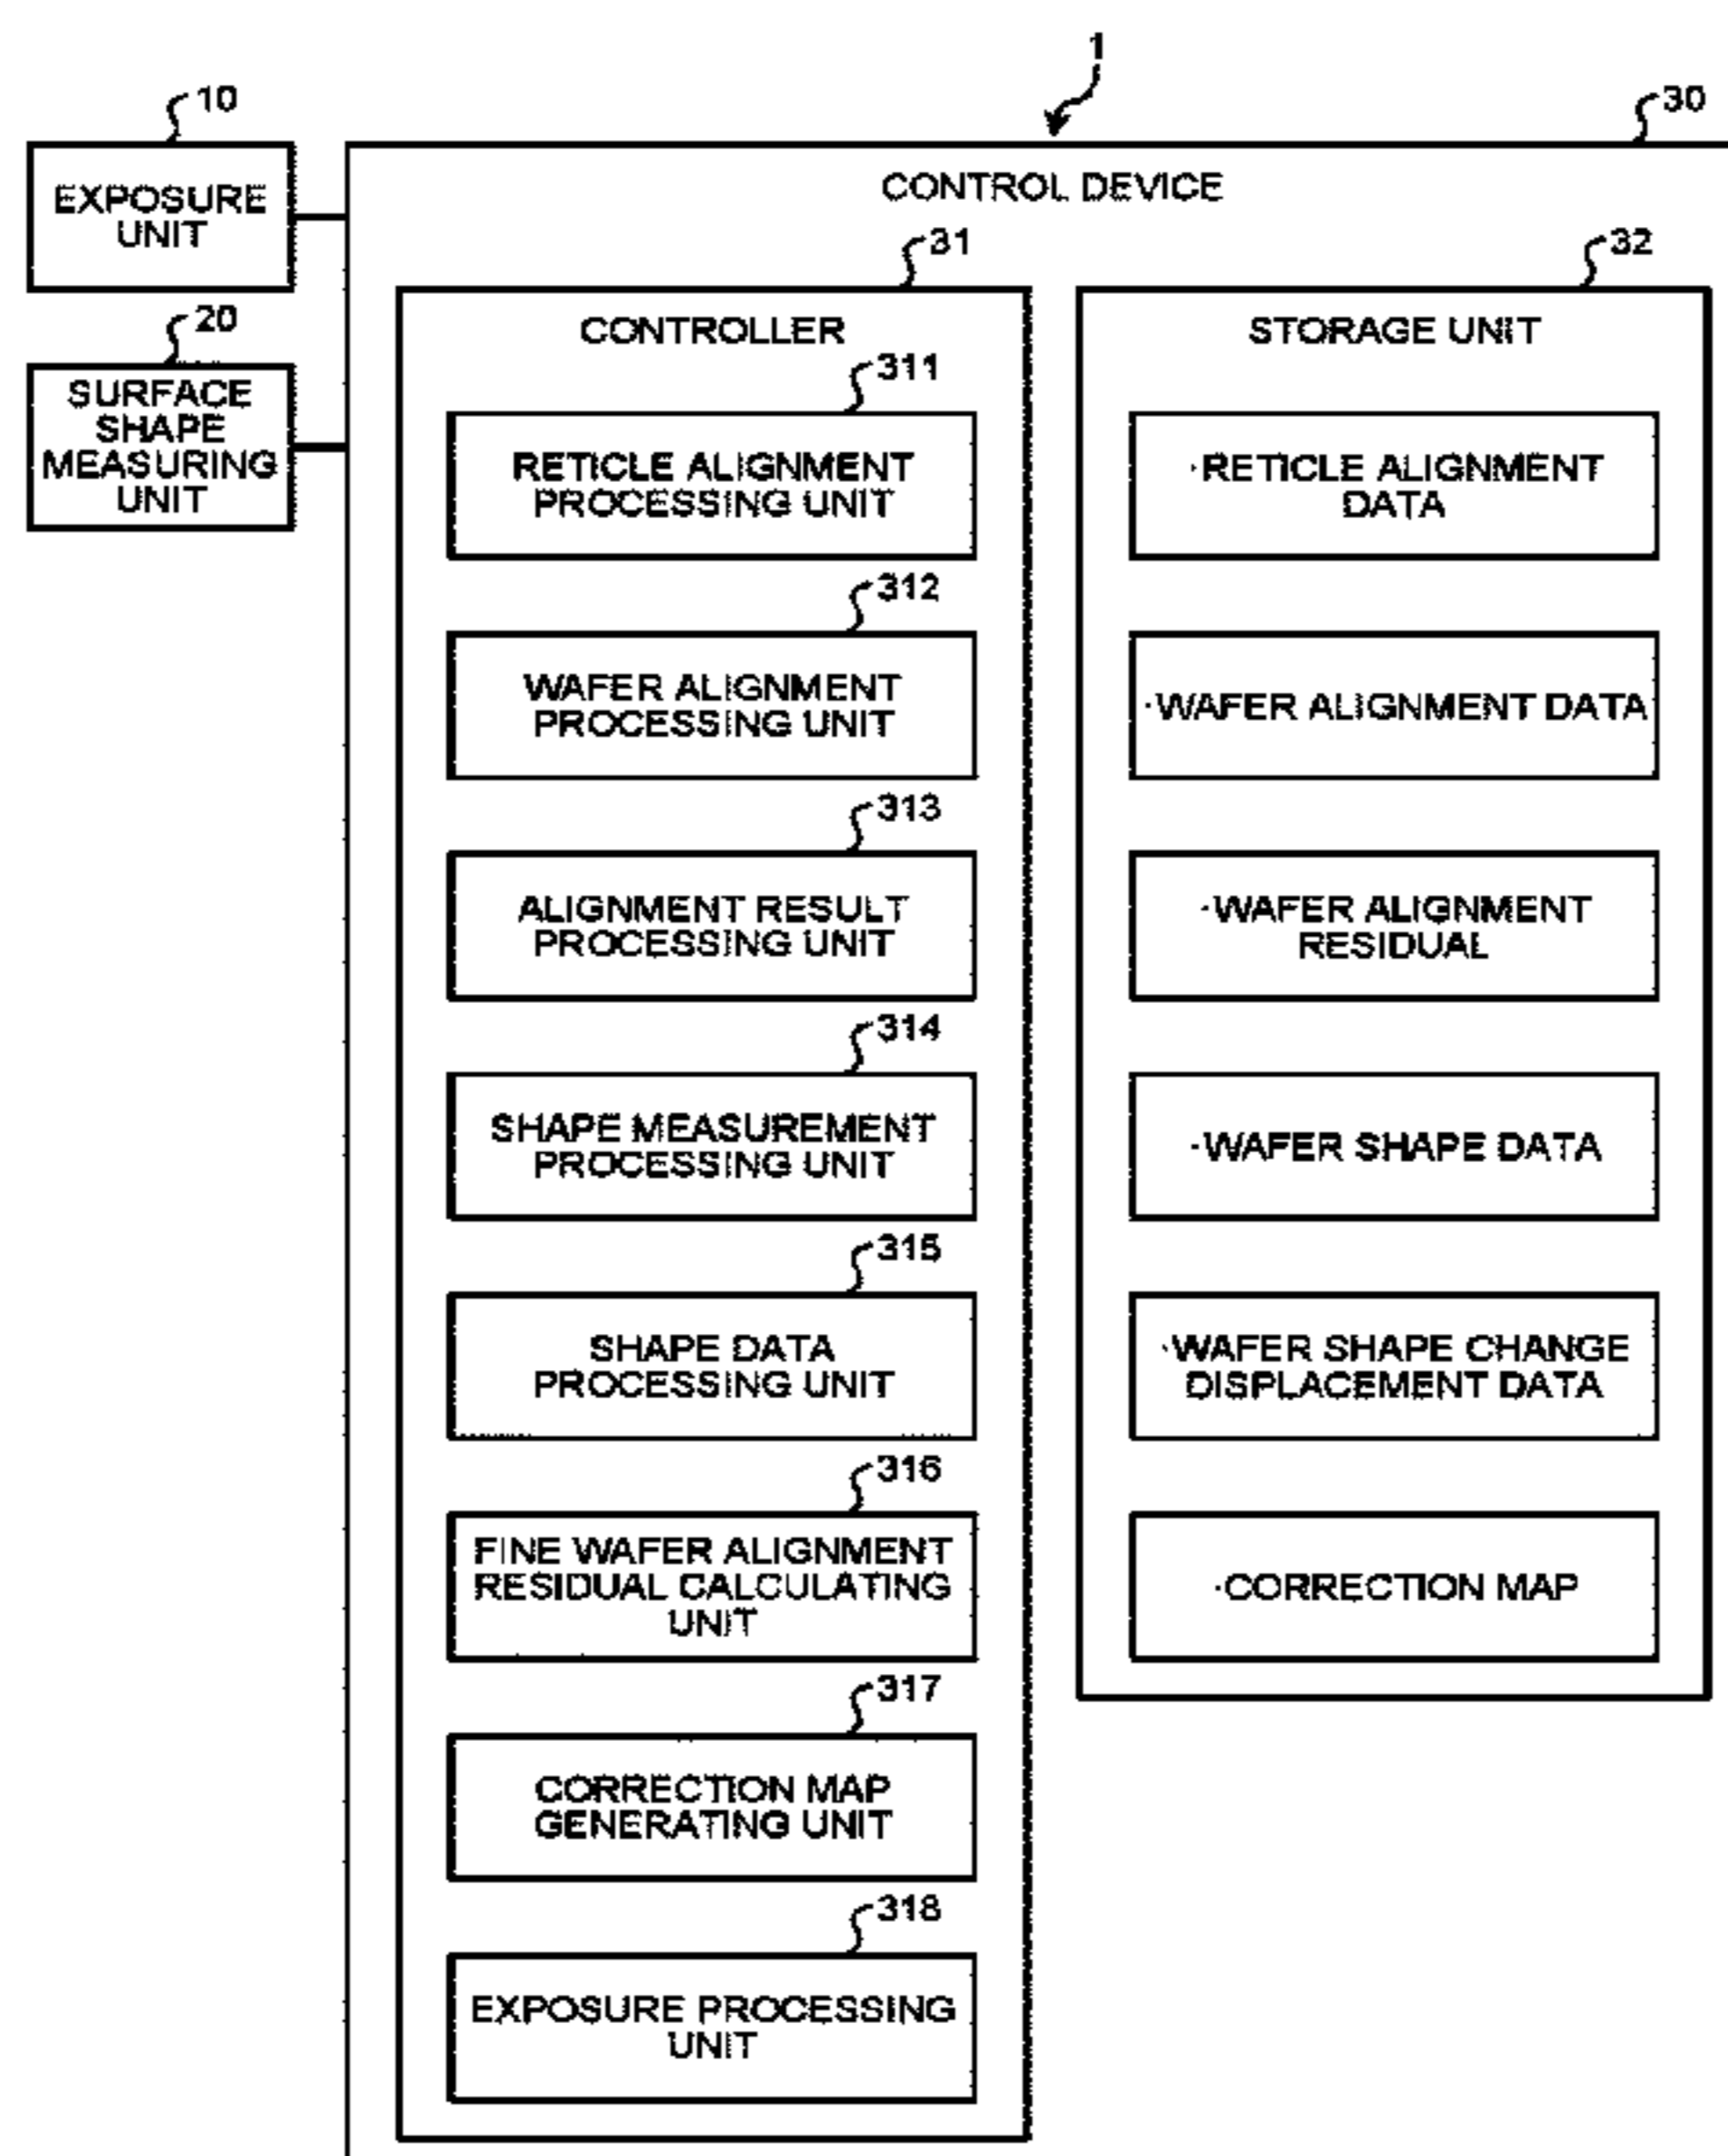 1
10
30
EXPOSURE
UNIT
CONTROL DEVICE
20
SURFACE
SHAPE
MEASURING
UNIT
31
CONTROLLER
311
RETICLE ALIGNMENT
PROCESSING UNIT
312
WAFER ALIGNMENT
PROCESSING UNIT
313
ALIGNMENT RESULT
PROCESSING UNIT
314
SHAPE MEASUREMENT
PROCESSING UNIT
315
SHAPE DATA
PROCESSING UNIT
316
FINE WAFER ALIGNMENT
RESIDUAL CALCULATING
UNIT
317
CORRECTION MAP
GENERATING UNIT
318
EXPOSURE PROCESSING
UNIT
32
STORAGE UNIT
·RETICLE ALIGNMENT
DATA
·WAFER ALIGNMENT DATA
·WAFER ALIGNMENT
RESIDUAL
·WAFER SHAPE DATA
·WAFER SHAPE CHANGE
DISPLACEMENT DATA
·CORRECTION MAP